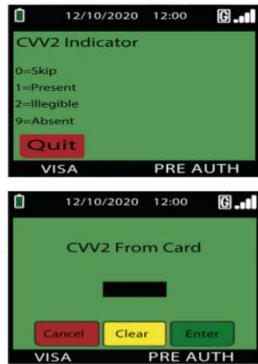 12/10/2020 12:00 G
CVV2 Indicator
0=Skip
1=Present
2=Illegible
9=Absent
Quit
VISA PRE AUTH
12/10/2020 12:00 G
CVV2 From Card
Cancel Clear Enter
VISA PRE AUTH